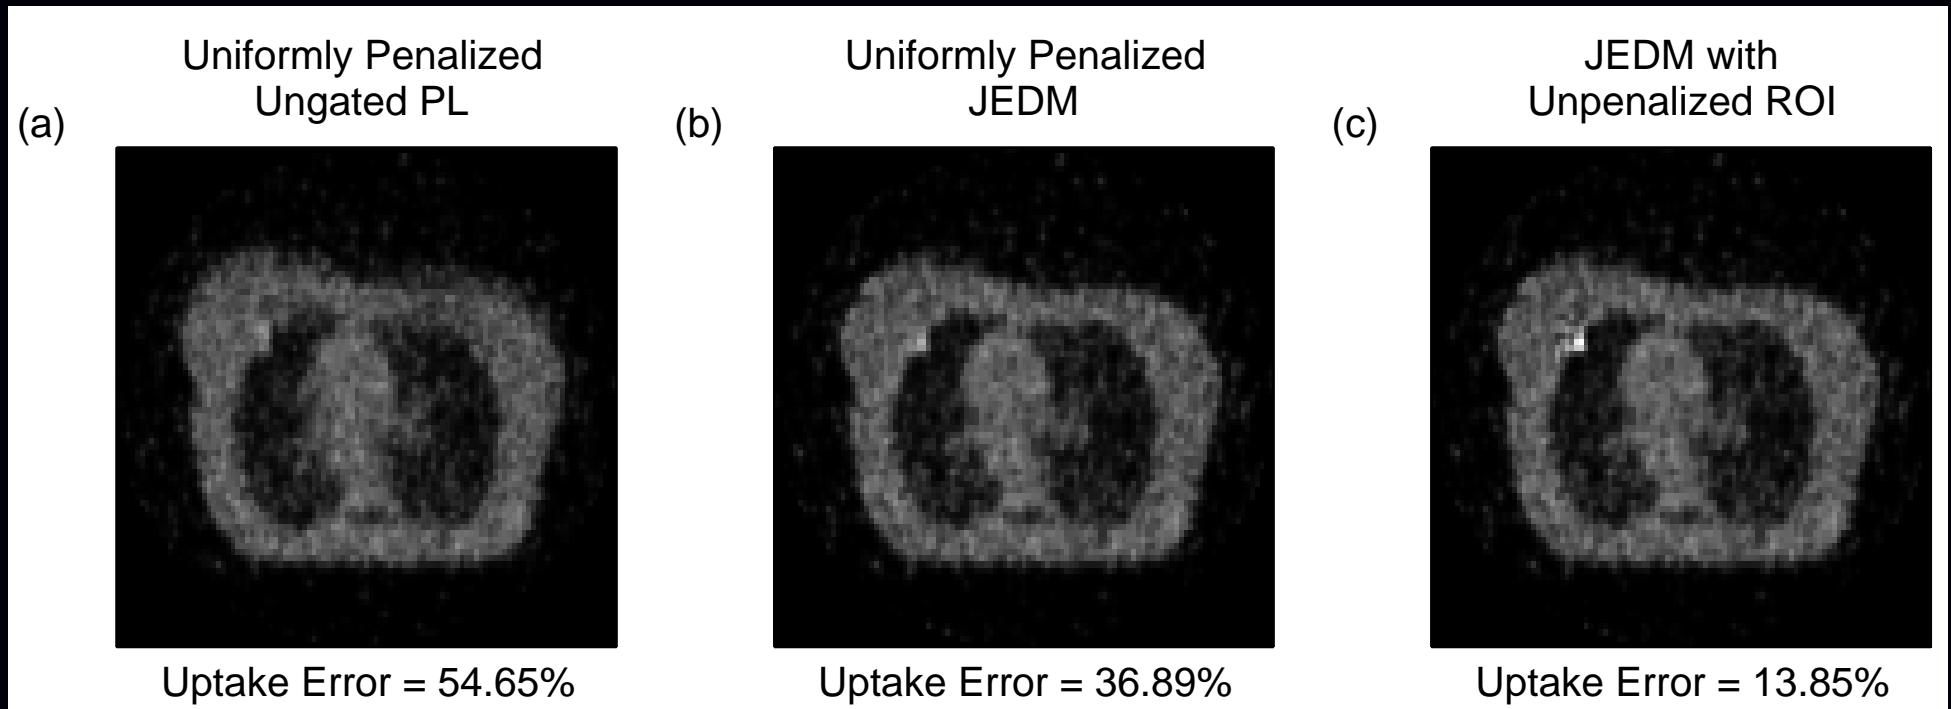 (a)
Uniformly Penalized
Ungated PL
Uptake Error = 54.65%
(b)
Uniformly Penalized
JEDM
Uptake Error = 36.89%
(c)
JEDM with
Unpenalized ROI
Uptake Error = 13.85%